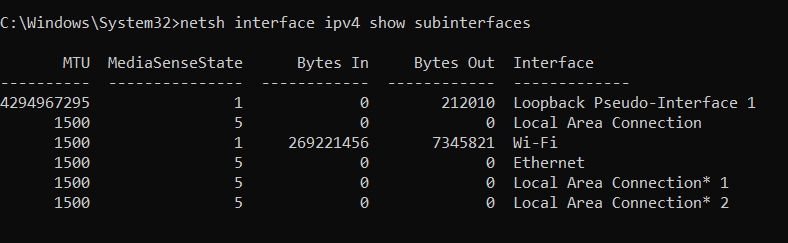 C:\Windows\System32>netsh interface ipv4 show subinterfaces
MTU MediaSenseState Bytes In Bytes Out Interface
---------- --------------- ------------ ------------ -------------
4294967295 1 0 212010 Loopback Pseudo-Interface 1
1500 5 0 0 Local Area Connection
1500 1 269221456 7345821 Wi-Fi
1500 5 0 0 Ethernet
1500 5 0 0 Local Area Connection* 1
1500 5 0 0 Local Area Connection* 2